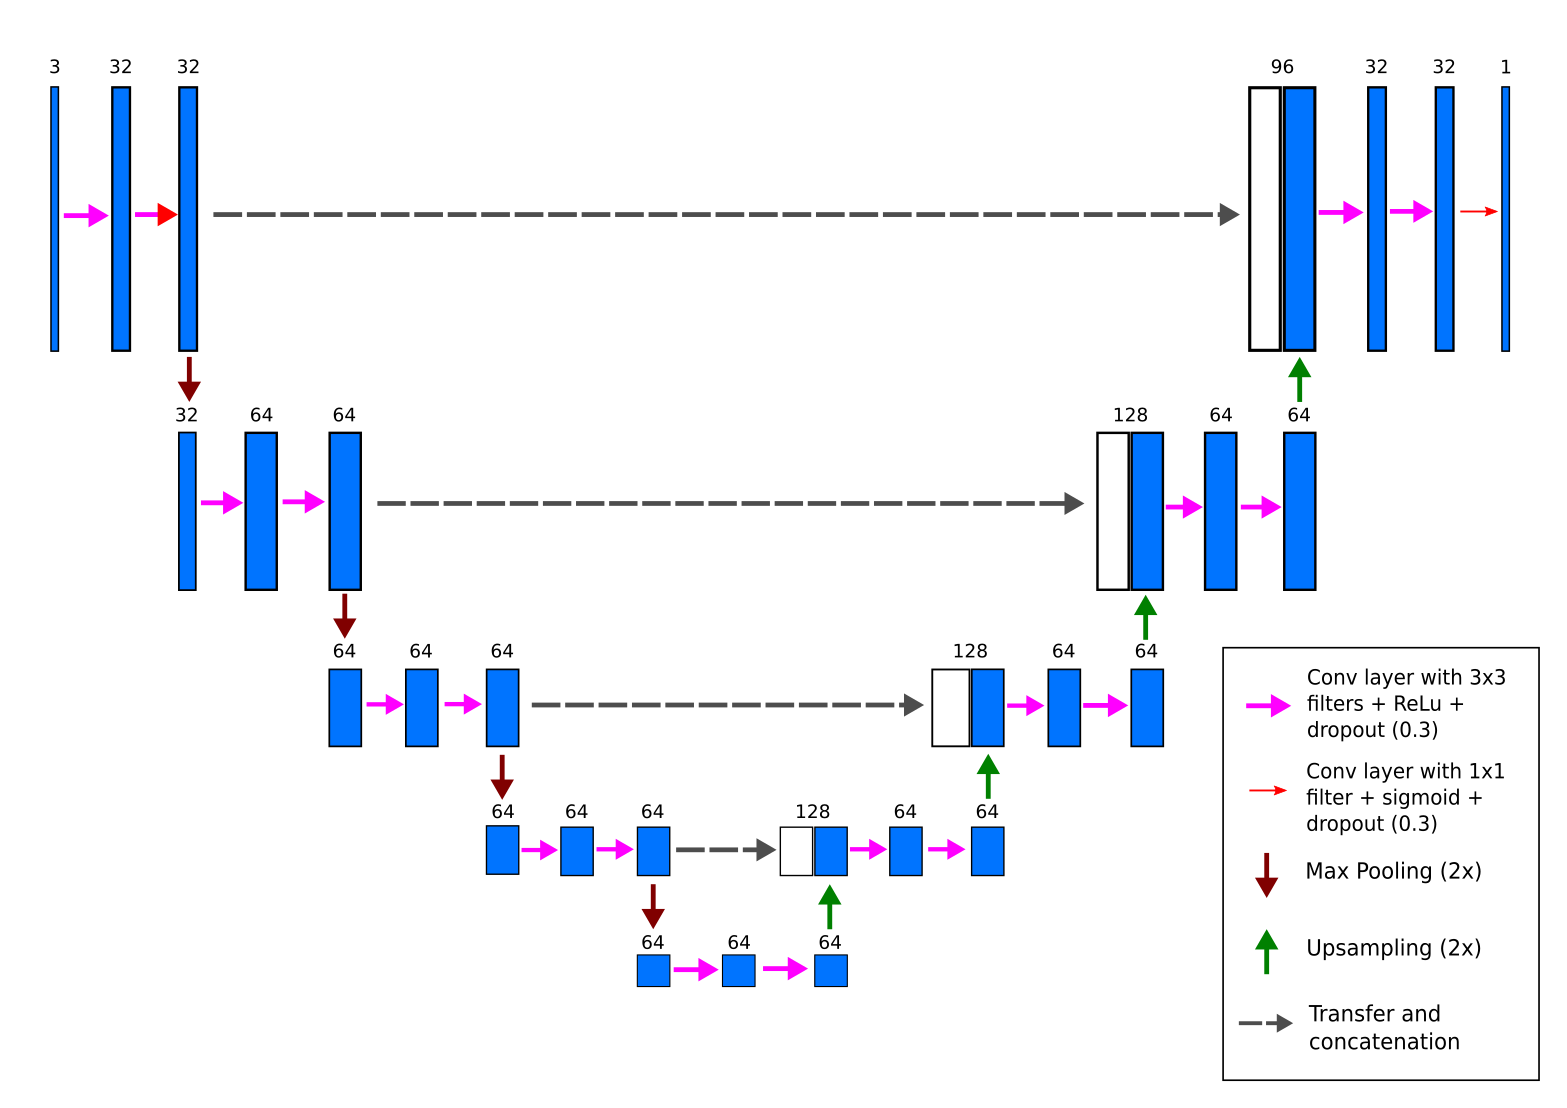 3 32 32 96 32 32 1
32 64 64 128 64 64
64 64 64 128 64 64
64 64 64 128 64 64
64 64 64
Conv layer with 3x3
filters + ReLu +
dropout (0.3)
Conv layer with 1x1
filter + sigmoid +
dropout (0.3)
Max Pooling (2x)
Upsampling (2x)
Transfer and
concatenation